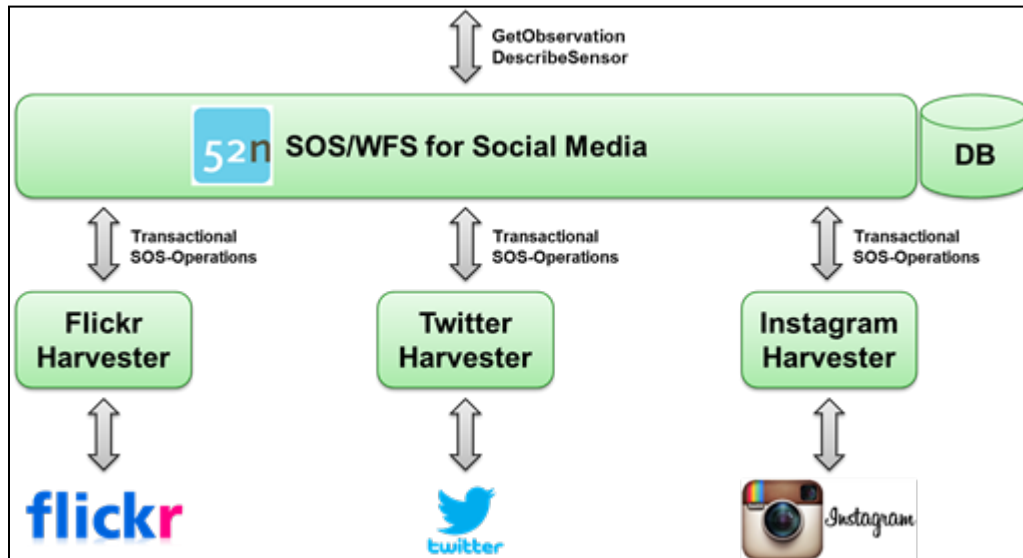 GetObservation
DescribeSensor
52n SOS/WFS for Social Media
DB
Transactional
SOS-Operations
Transactional
SOS-Operations
Transactional
SOS-Operations
Flickr
Harvester
Twitter
Harvester
Instagram
Harvester
flickr
twitter
Instagram